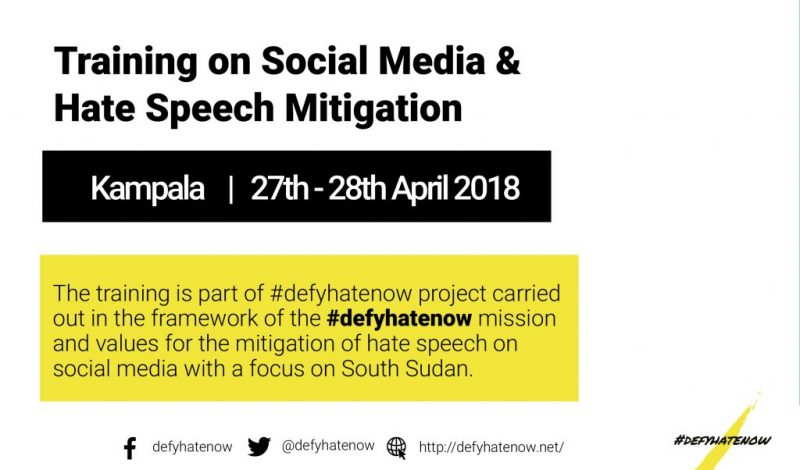 Training on Social Media &
Hate Speech Mitigation
Kampala | 27th - 28th April 2018
The training is part of #defyhatenow project carried
out in the framework of the #defyhatenow mission
and values for the mitigation of hate speech on
social media with a focus on South Sudan.
defyhatenow @defyhatenow http://defyhatenow.net/
#DEFYHATENOW